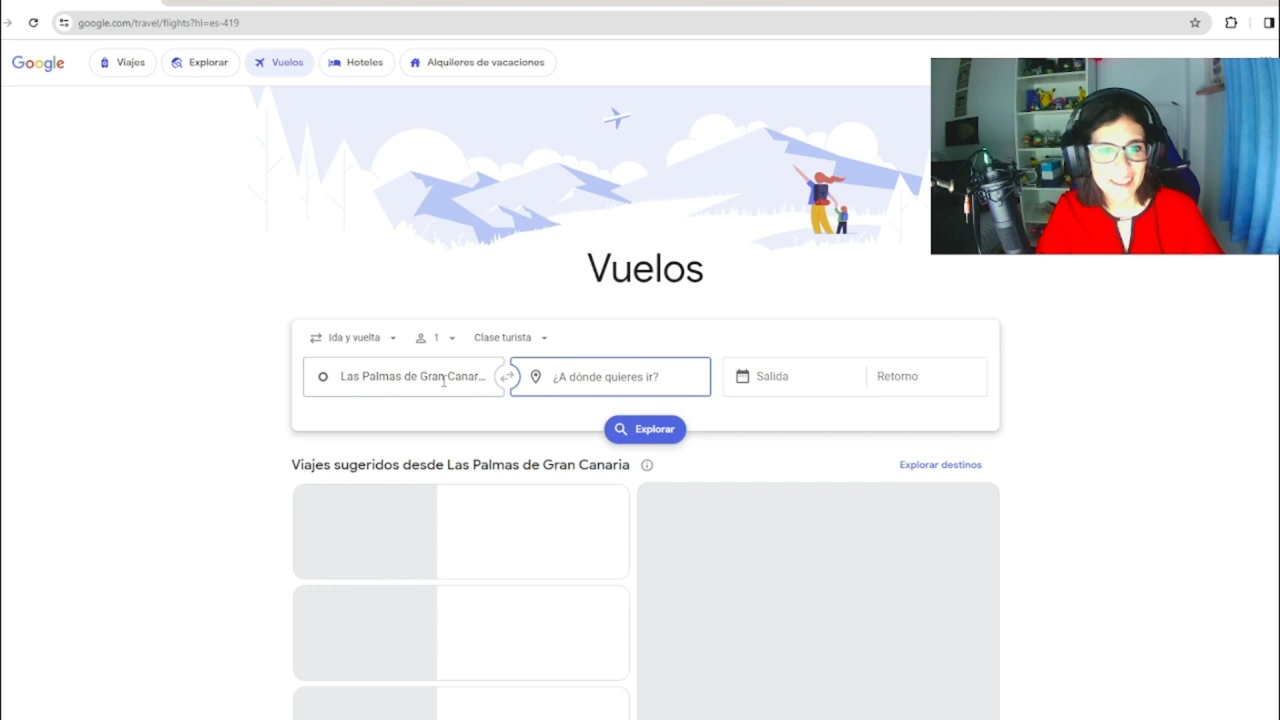 google.com/travel/flights?hl=es-419
Google Viajes Explorar Vuelos Hoteles Alquileres de vacaciones
Vuelos
Ida y vuelta 1 Clase turista
Las Palmas de Gran Canar... ¿A dónde quieres ir? Salida Retorno
Explorar
Viajes sugeridos desde Las Palmas de Gran Canaria Explorar destinos